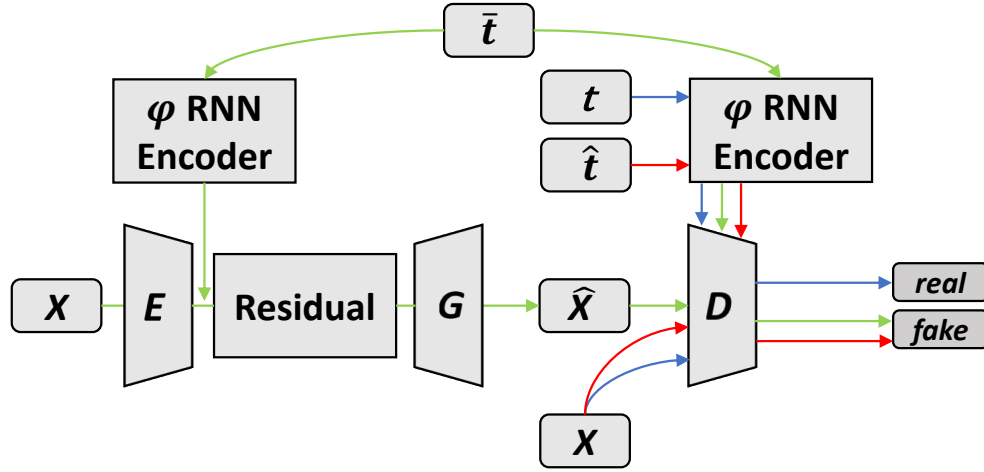 t̄
φ RNN
Encoder
t
t̂
φ RNN
Encoder
X
E
Residual
G
X̂
D
real
fake
X